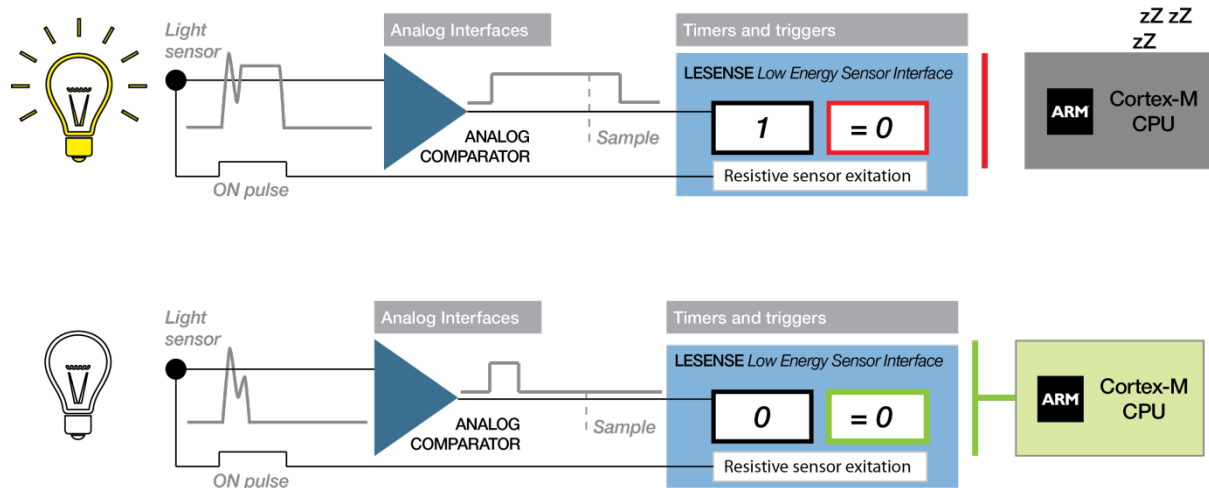 zZ zZ
zZ
Light
sensor
Analog Interfaces
Timers and triggers
LESENSE Low Energy Sensor Interface
1
= 0
ARM
Cortex-M
CPU
ANALOG
COMPARATOR
Sample
Resistive sensor exitation
ON pulse
Light
sensor
Analog Interfaces
Timers and triggers
LESENSE Low Energy Sensor Interface
0
= 0
ARM
Cortex-M
CPU
ANALOG
COMPARATOR
Sample
Resistive sensor exitation
ON pulse